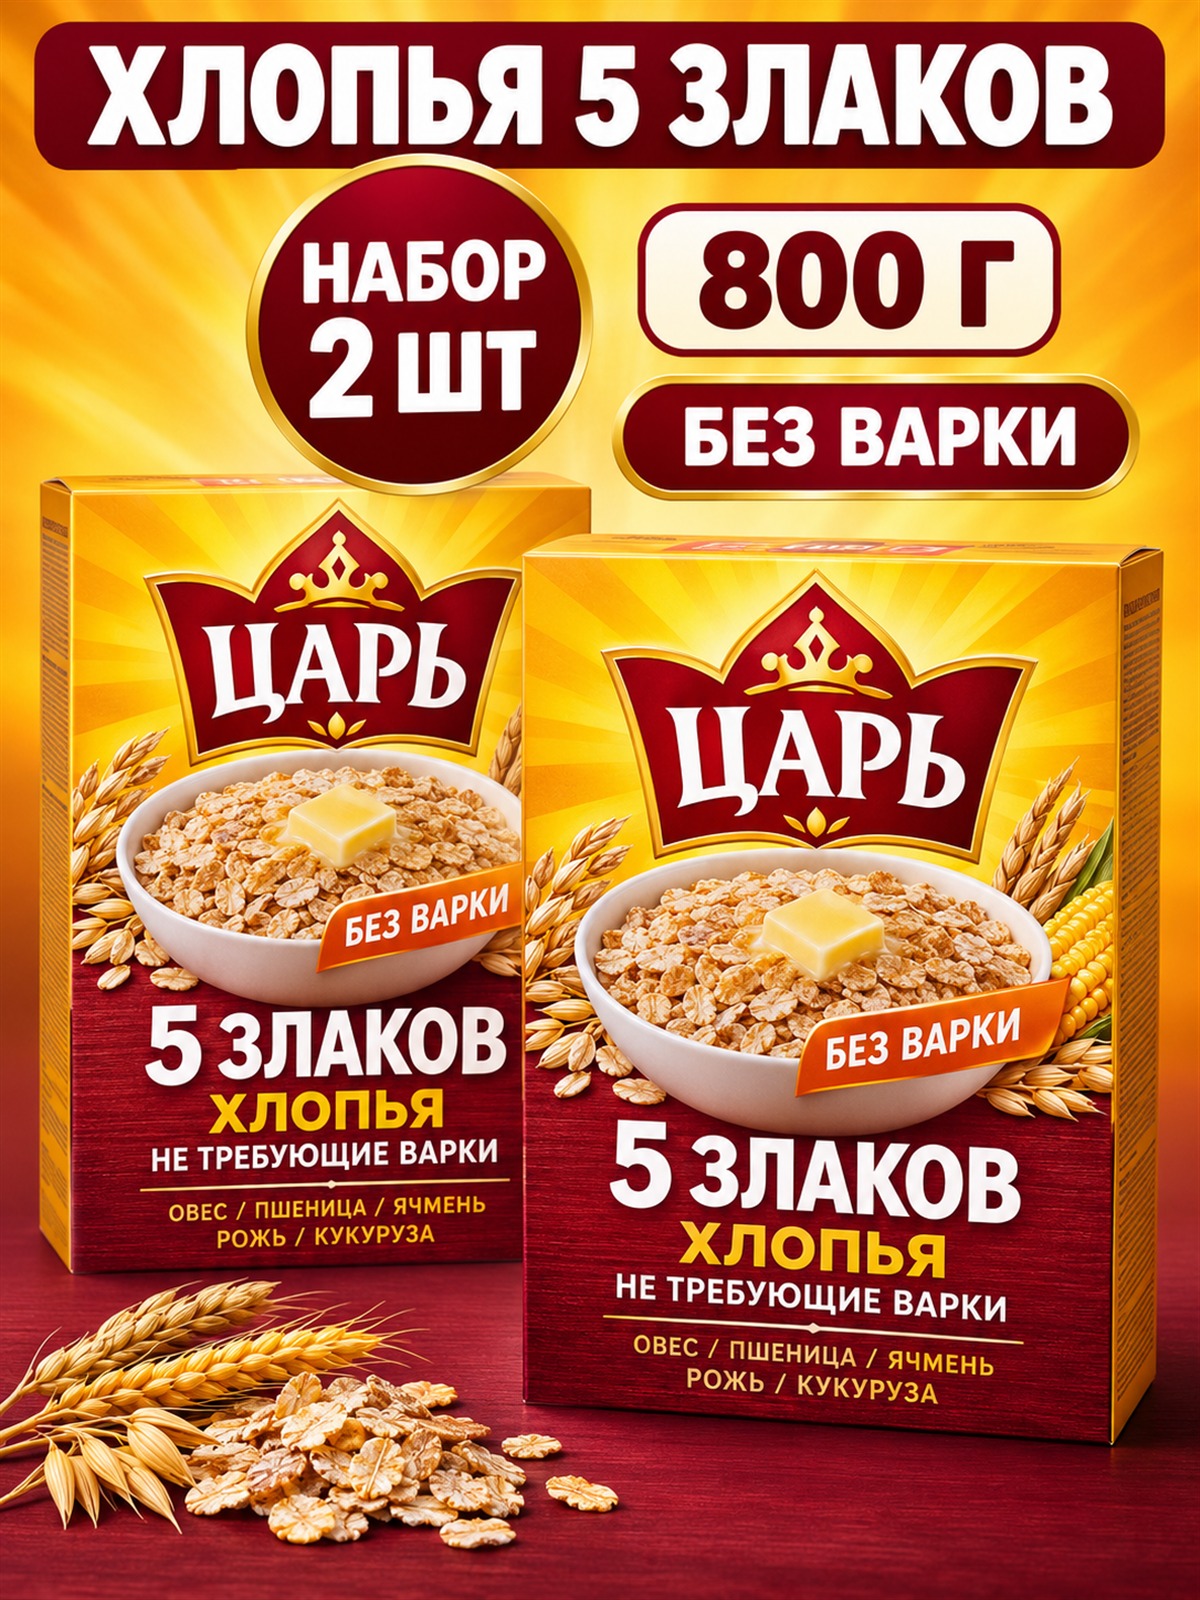 ХЛОПЬЯ 5 ЗЛАКОВ
НАБОР
2 ШТ
800 Г
БЕЗ ВАРКИ
ЦАРЬ
БЕЗ ВАРКИ
5 ЗЛАКОВ
ХЛОПЬЯ
НЕ ТРЕБУЮЩИЕ ВАРКИ
ОВЕС / ПШЕНИЦА / ЯЧМЕНЬ
РОЖЬ / КУКУРУЗА
ЦАРЬ
БЕЗ ВАРКИ
5 ЗЛАКОВ
ХЛОПЬЯ
НЕ ТРЕБУЮЩИЕ ВАРКИ
ОВЕС / ПШЕНИЦА / ЯЧМЕНЬ
РОЖЬ / КУКУРУЗА